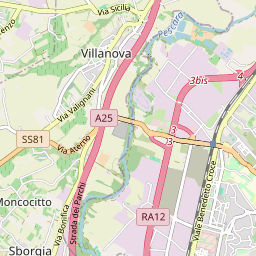 Via Sicilia
Pescara
Villanova
enzo
3bis
4
Via Valignani
A25
3
SS81
3
Via Aterno
Moncocitto
Viale Benedetto Croce
Via Bonifica
Strada dei Parchi
RA12
Sborgia